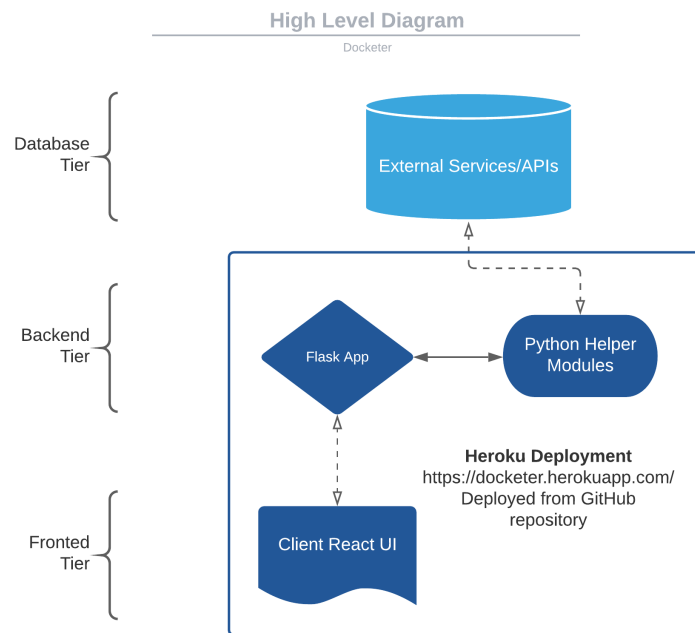 High Level Diagram
Docketer
Database
Tier
External Services/APIs
Backend
Tier
Flask App
Python Helper
Modules
Heroku Deployment
https://docketer.herokuapp.com/
Deployed from GitHub
repository
Fronted
Tier
Client React UI